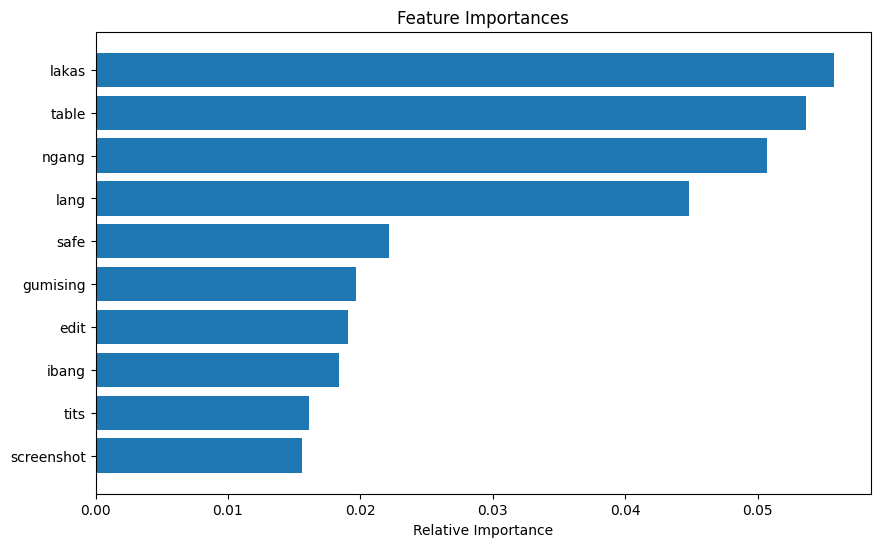 Feature Importances
lakas
table
ngang
lang
safe
gumising
edit
ibang
tits
screenshot
0.00 0.01 0.02 0.03 0.04 0.05
Relative Importance